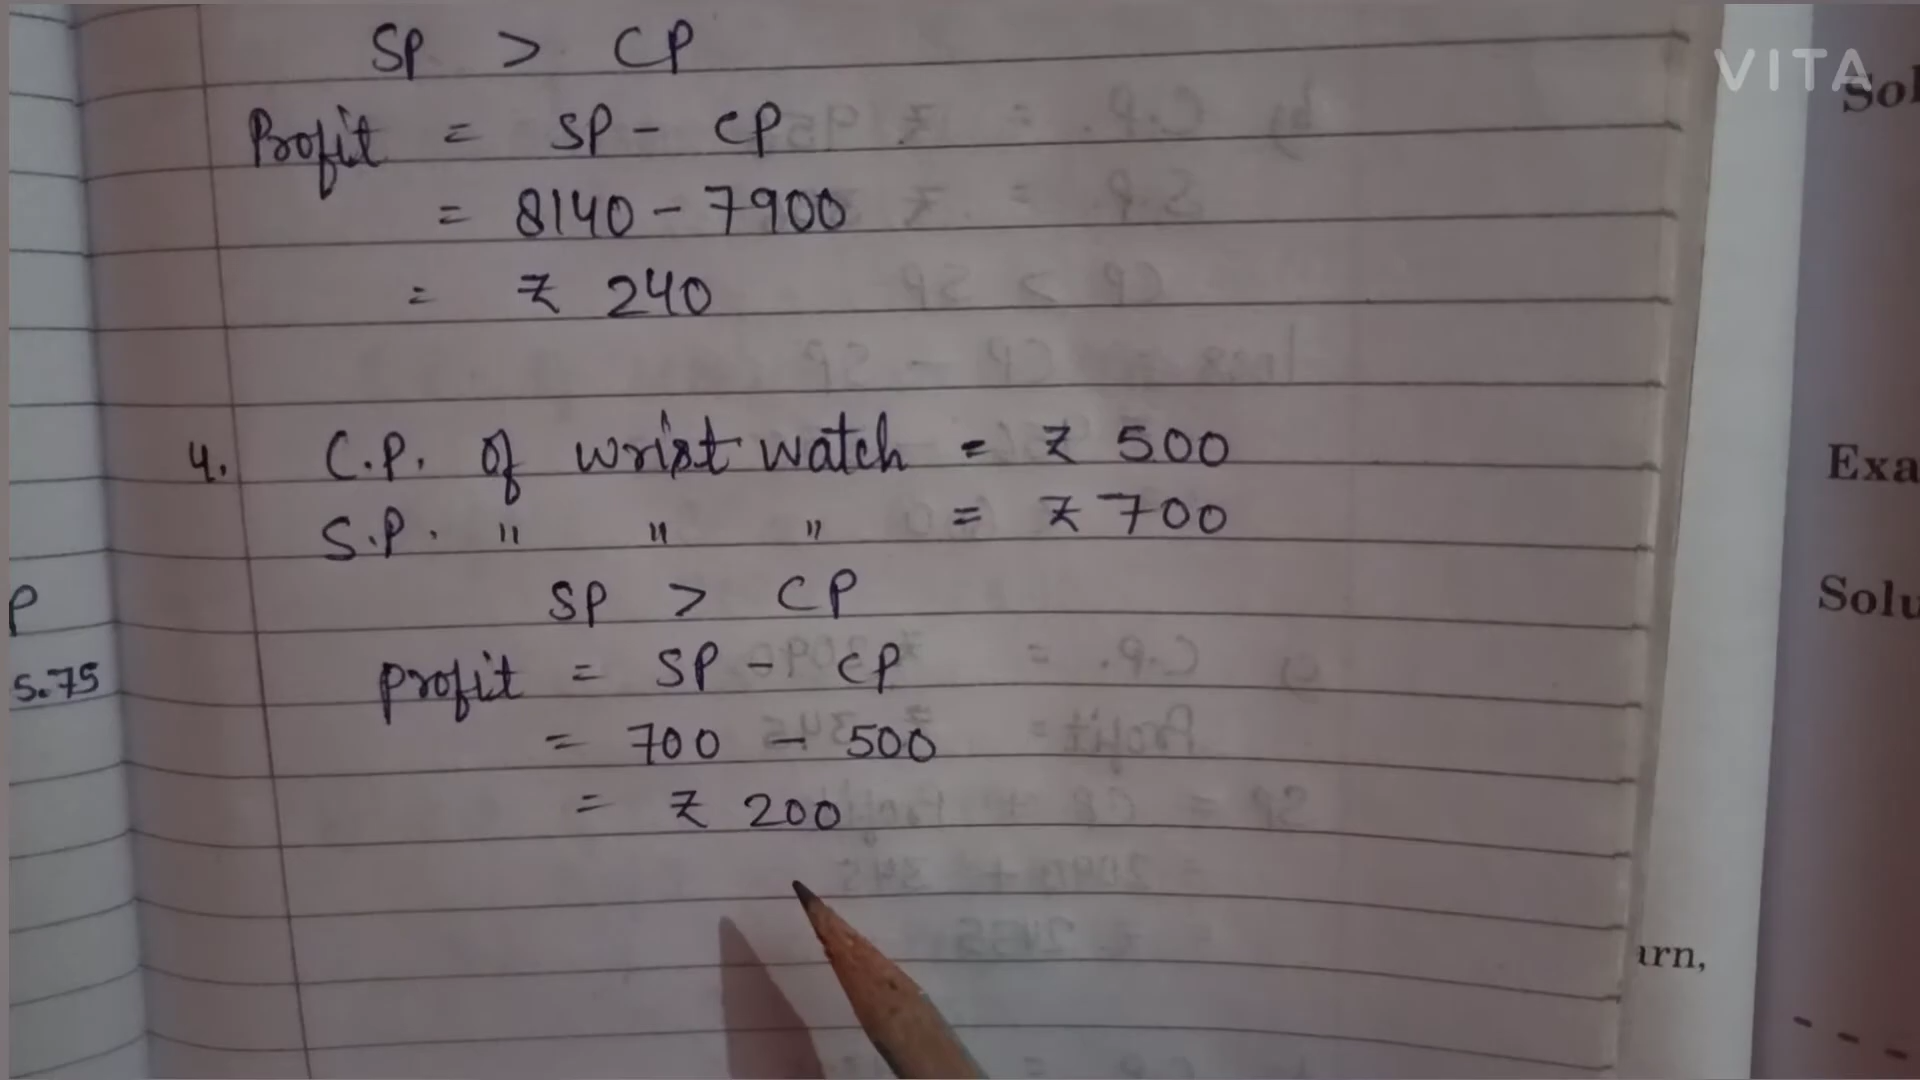 SP > CP
Profit = SP - CP
= 8140 - 7900
= ₹ 240
4. C.P. of wrist watch = ₹ 500
S.P. " " " = ₹ 700
SP > CP
profit = SP - CP
= 700 - 500
= ₹ 200
P
5.75
VITA
Sol
Exa
Solu
urn,